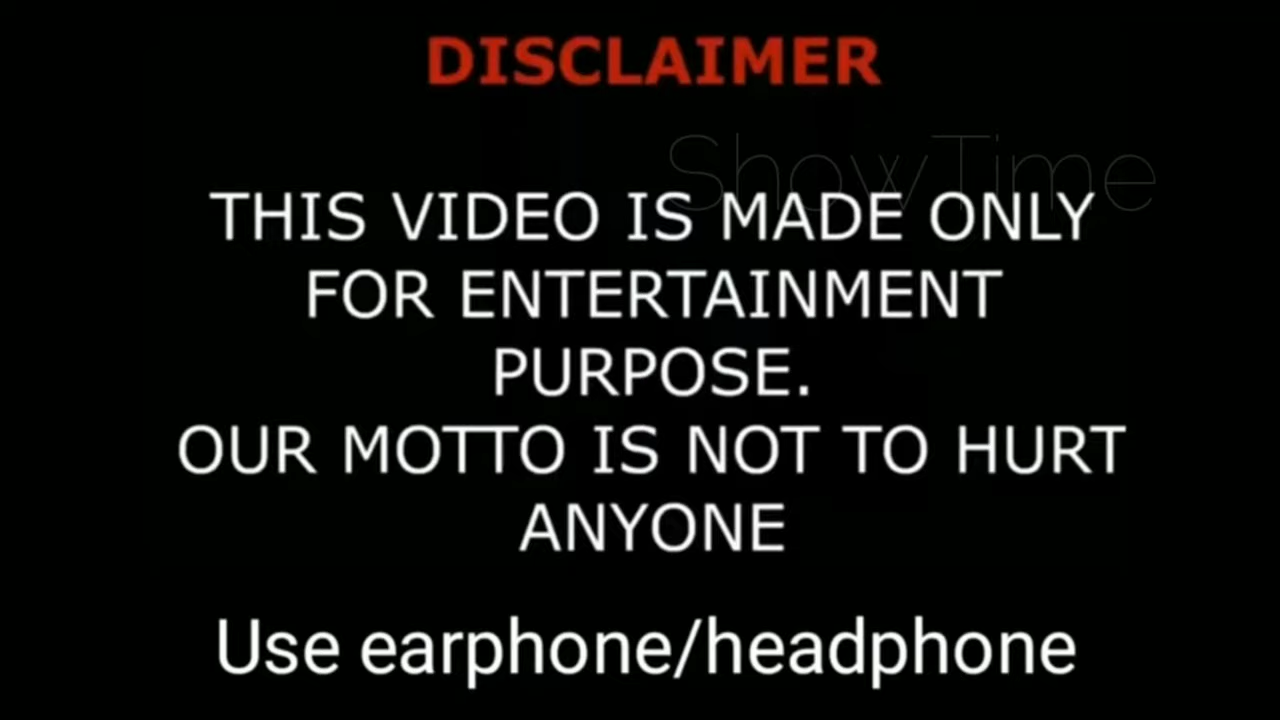 DISCLAIMER
ShowTime
THIS VIDEO IS MADE ONLY
FOR ENTERTAINMENT
PURPOSE.
OUR MOTTO IS NOT TO HURT
ANYONE
Use earphone/headphone